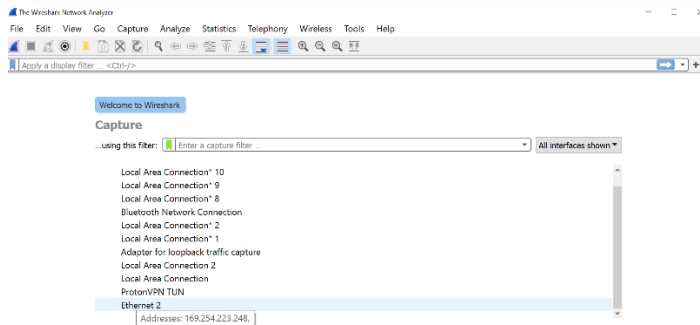 The Wireshark Network Analyzer
File Edit View Go Capture Analyze Statistics Telephony Wireless Tools Help
Apply a display filter ... <Ctrl-/>
Welcome to Wireshark
Capture
...using this filter: Enter a capture filter ... All interfaces shown
Local Area Connection* 10
Local Area Connection* 9
Local Area Connection* 8
Bluetooth Network Connection
Local Area Connection* 2
Local Area Connection* 1
Adapter for loopback traffic capture
Local Area Connection 2
Local Area Connection
ProtonVPN TUN
Ethernet 2
Addresses: 169.254.223.248,